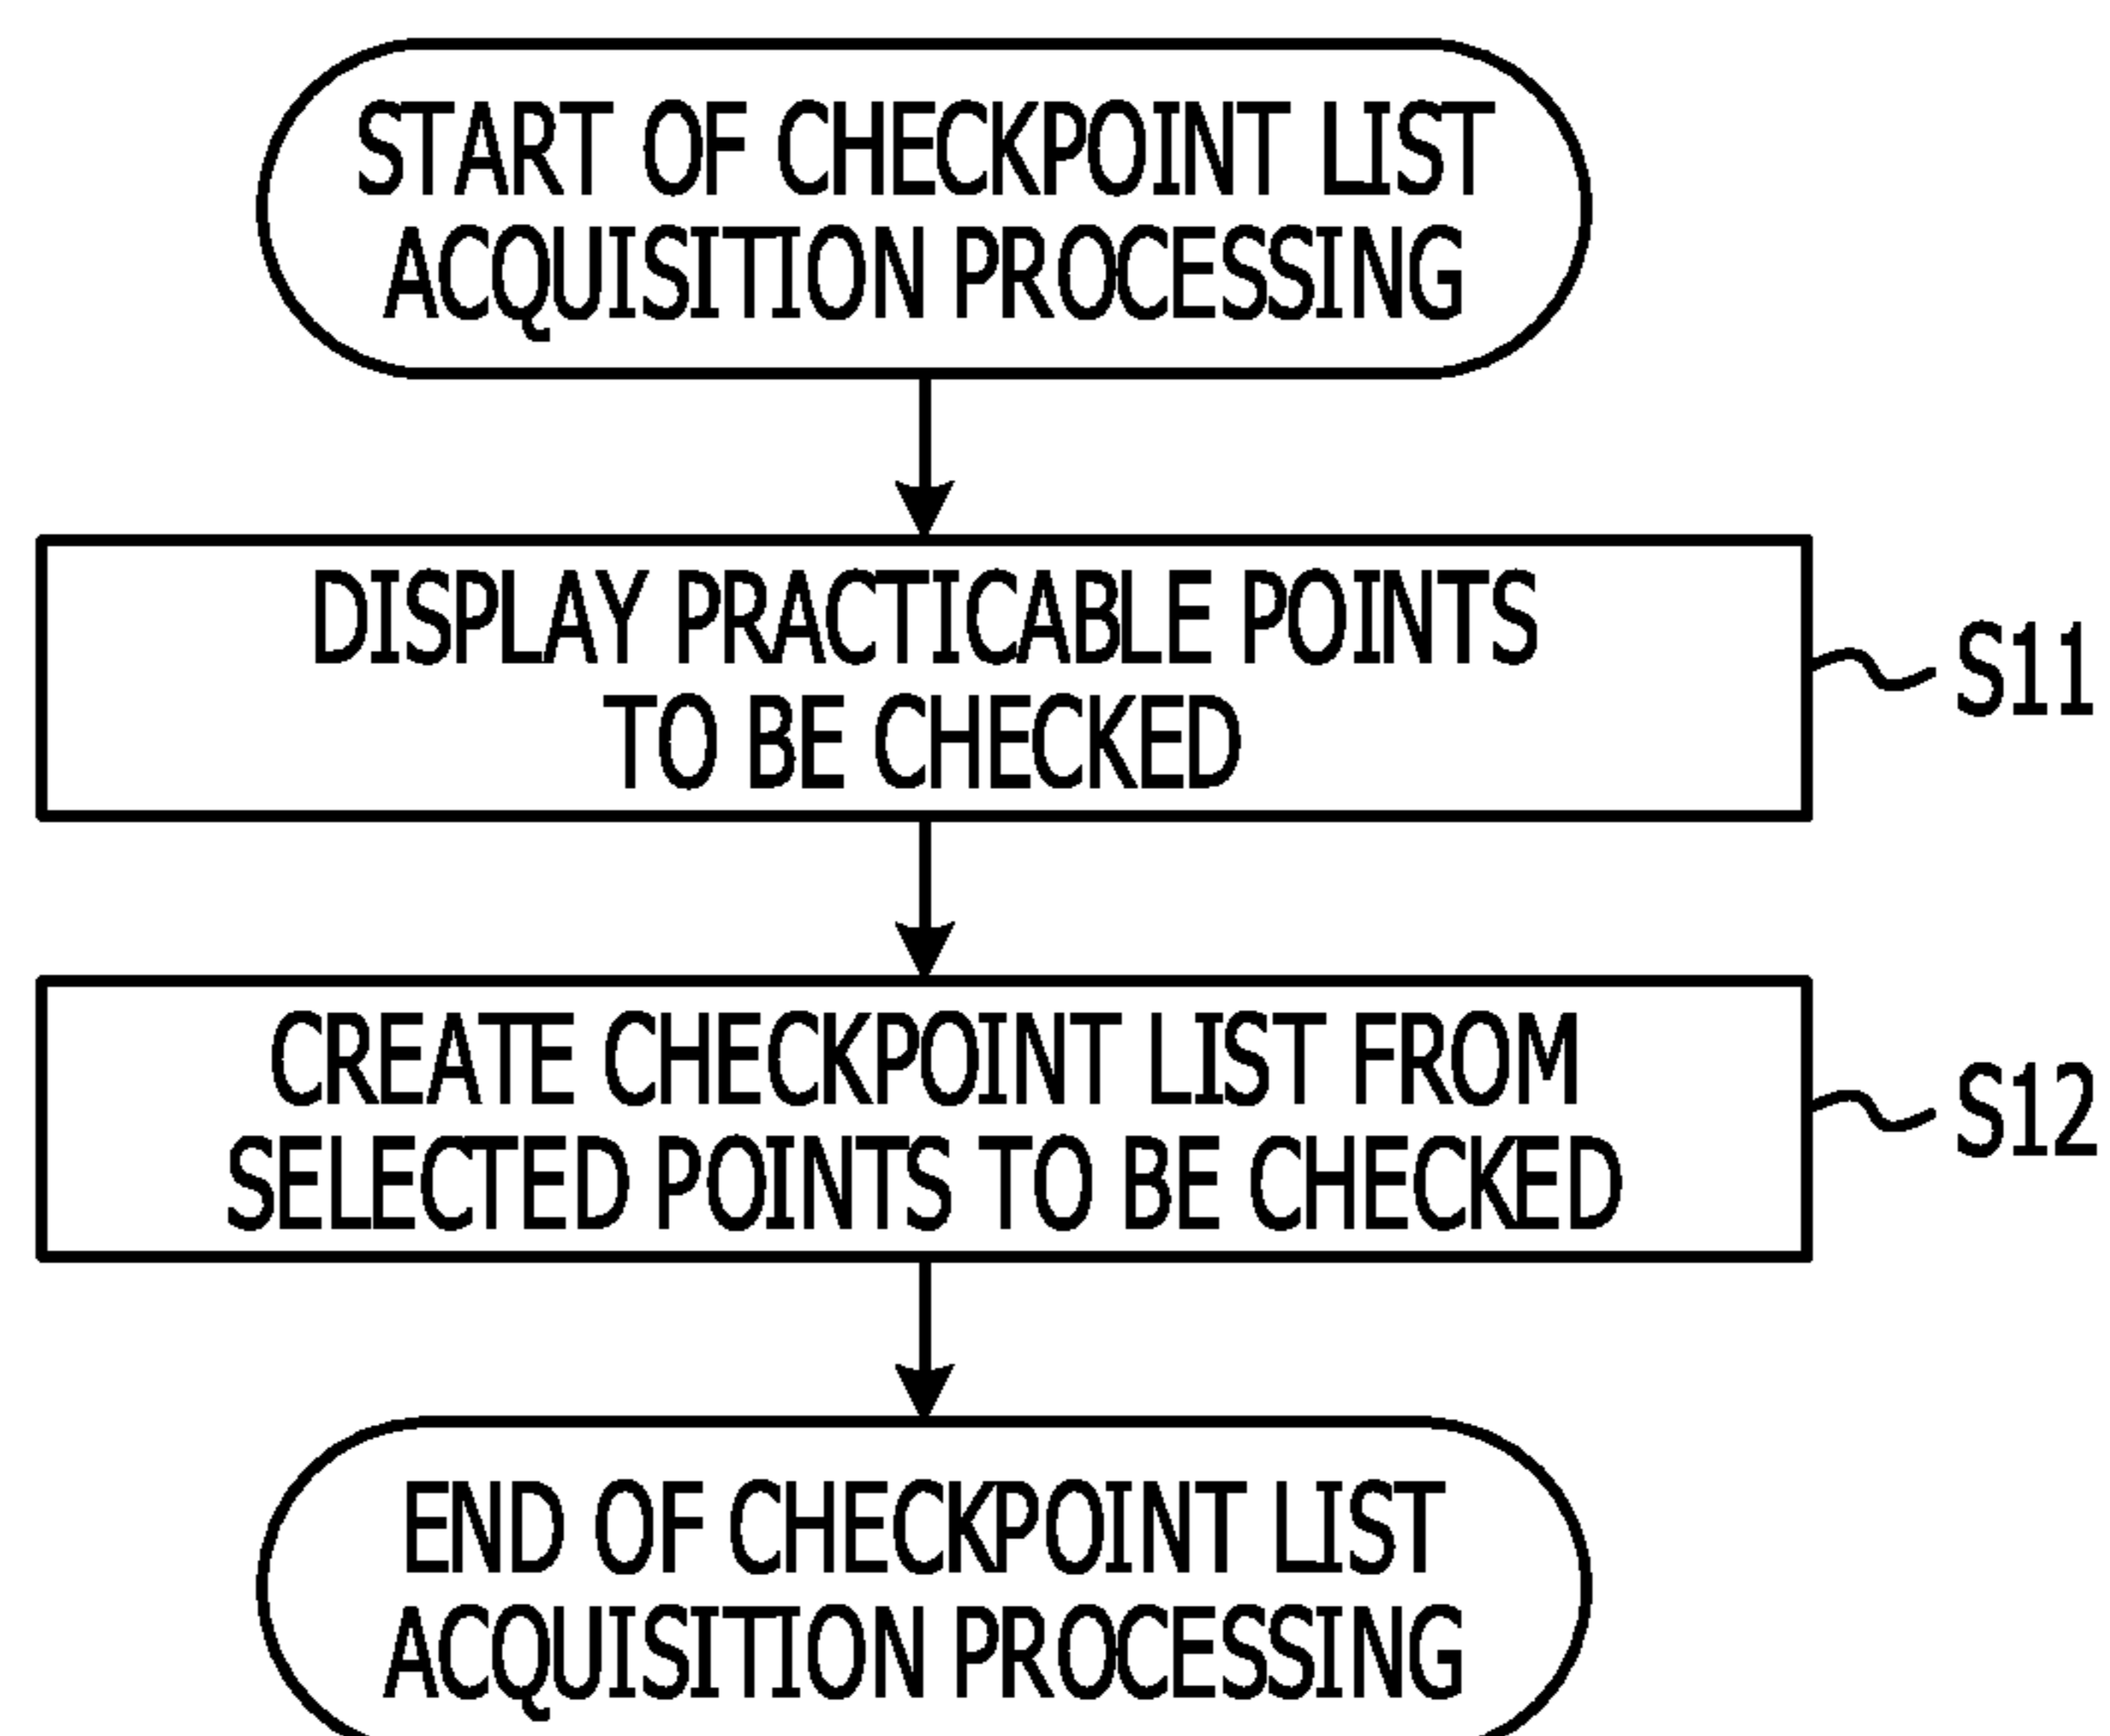 START OF CHECKPOINT LIST
ACQUISITION PROCESSING
DISPLAY PRACTICABLE POINTS
TO BE CHECKED
S11
CREATE CHECKPOINT LIST FROM
SELECTED POINTS TO BE CHECKED
S12
END OF CHECKPOINT LIST
ACQUISITION PROCESSING